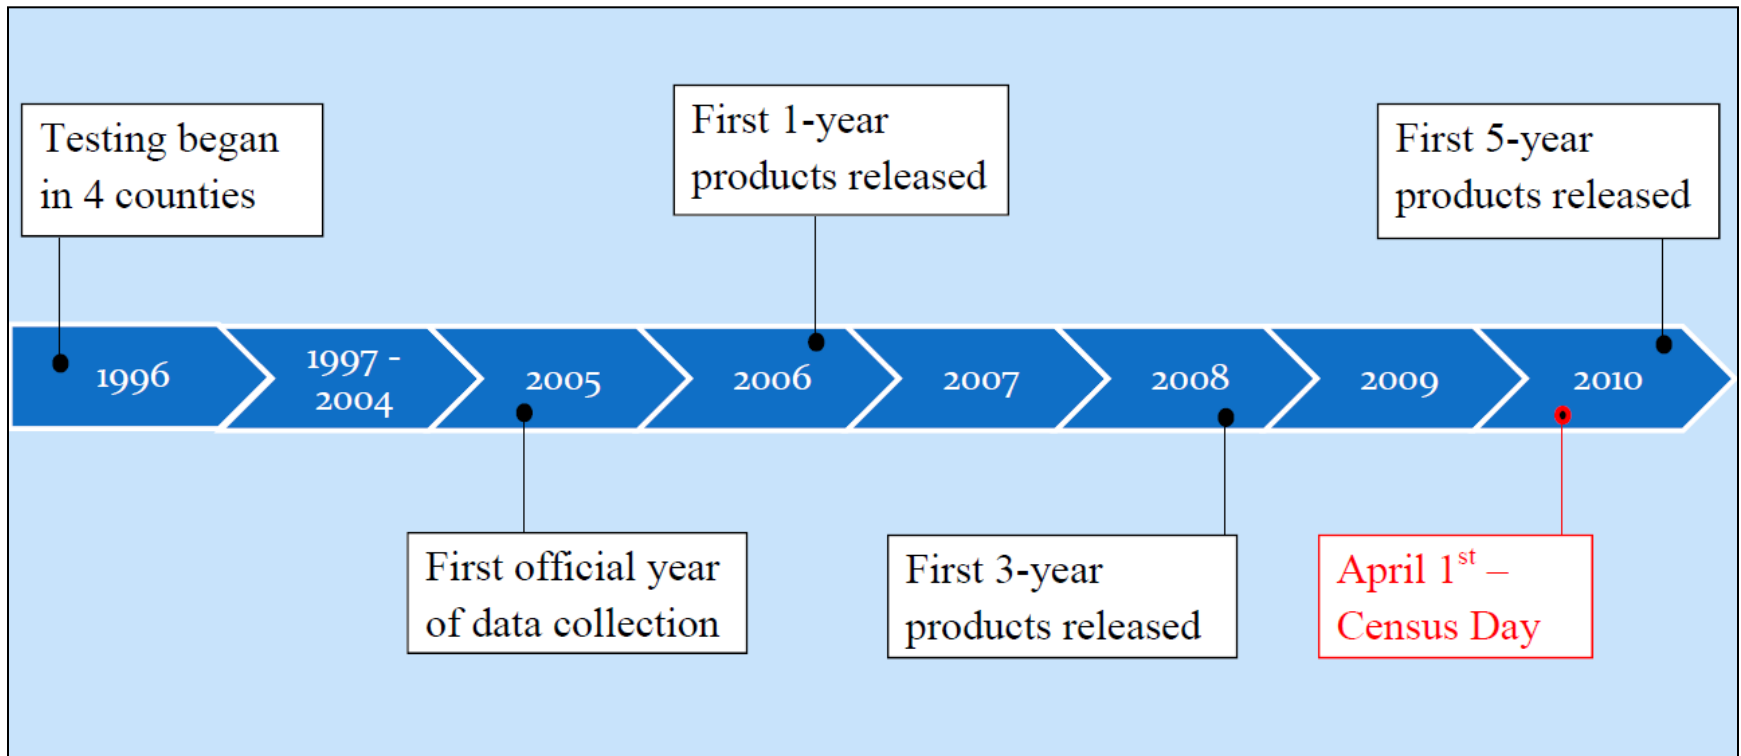 Testing began
in 4 counties
First 1-year
products released
First 5-year
products released
1996
1997 -
2004
2005
2006
2007
2008
2009
2010
First official year
of data collection
First 3-year
products released
April 1st –
Census Day